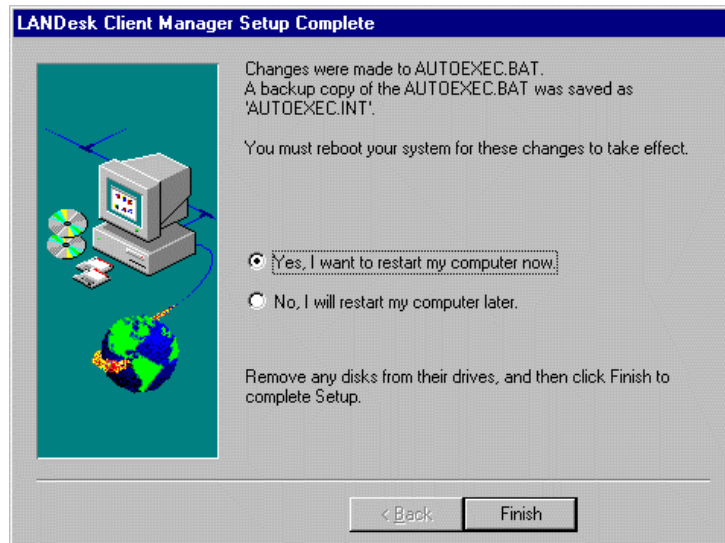 LANDesk Client Manager Setup Complete
Changes were made to AUTOEXEC.BAT.
A backup copy of the AUTOEXEC.BAT was saved as
'AUTOEXEC.INT'.
You must reboot your system for these changes to take effect.
Yes, I want to restart my computer now.
No, I will restart my computer later.
Remove any disks from their drives, and then click Finish to
complete Setup.
< Back Finish